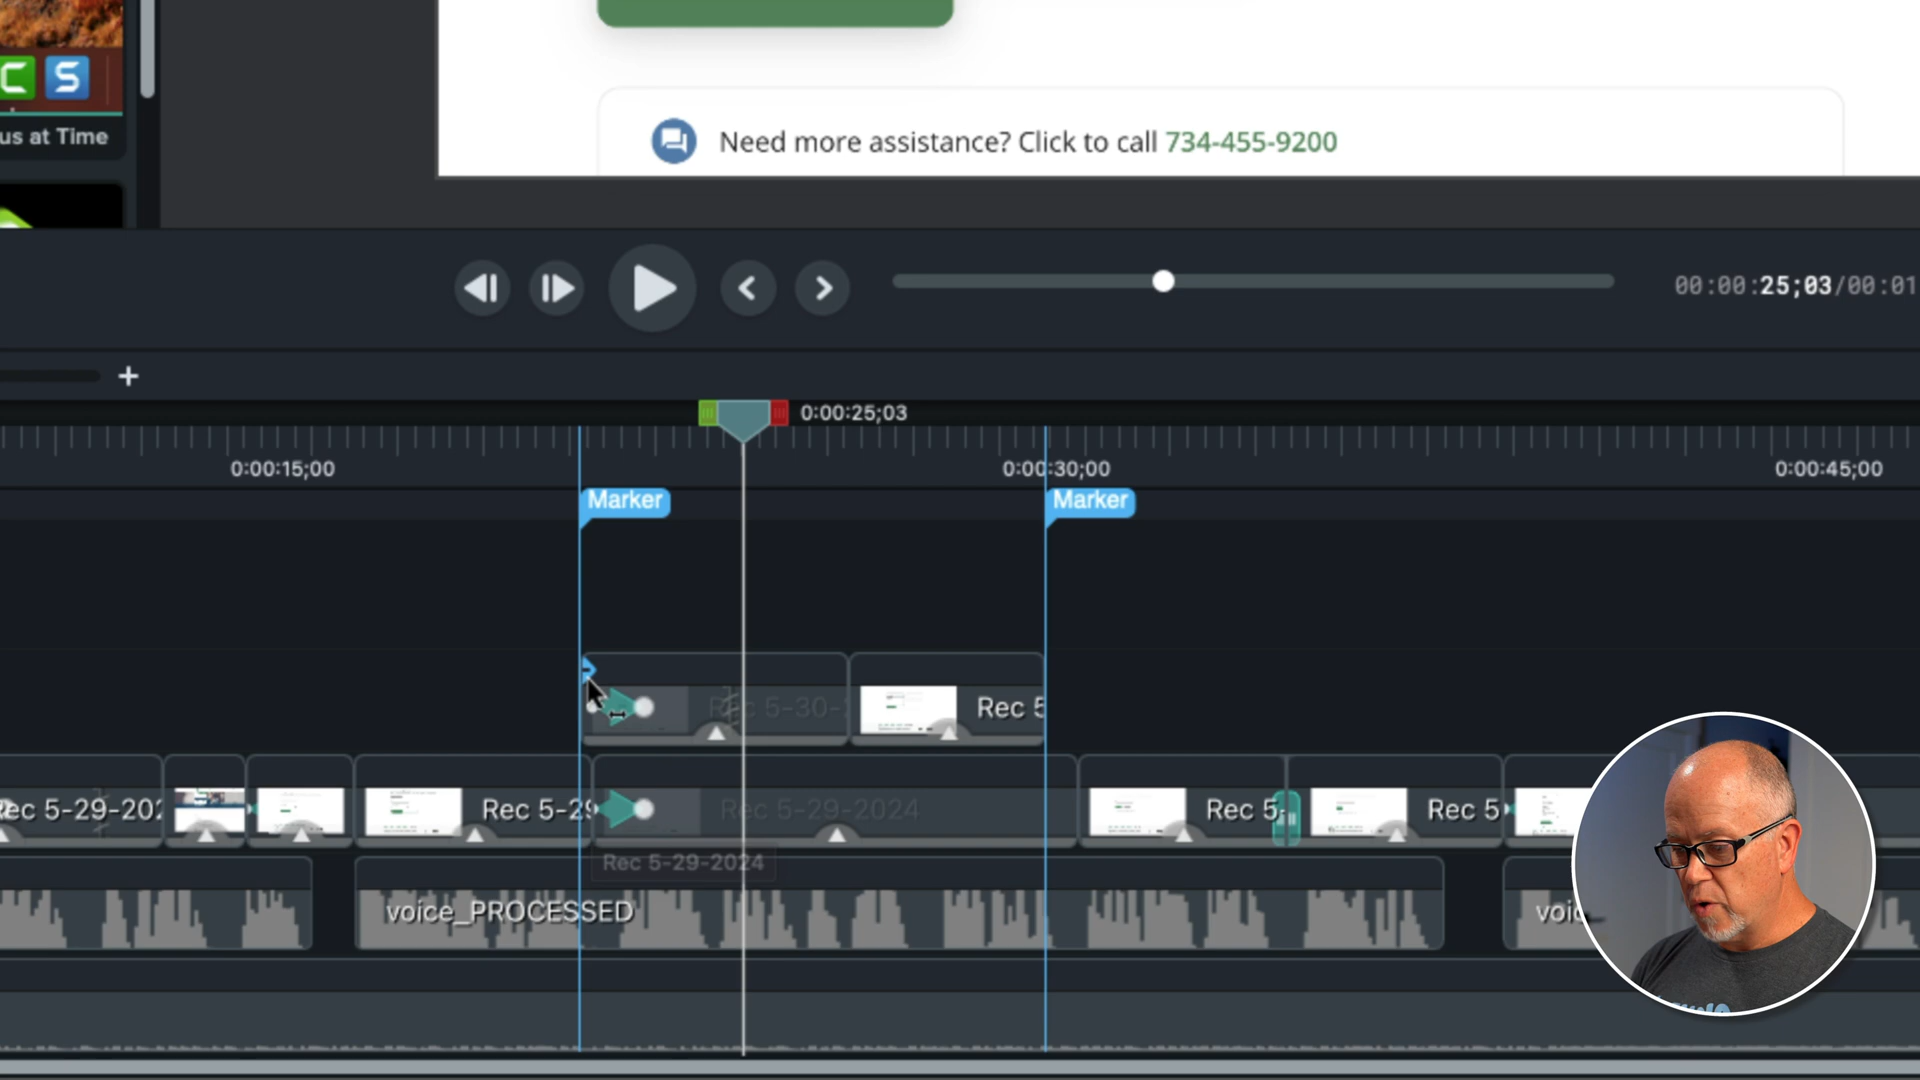 C S
us at Time
Need more assistance? Click to call 734-455-9200
00:00:25;03/00:01
0:00:25;03
0:00:15;00
0:00:30;00
0:00:45;00
Marker
Marker
Rec 5-30-
Rec 5
Rec 5-29-202
Rec 5-29
Rec 5-29-2024
Rec 5-
Rec 5
Rec 5-29-2024
voice_PROCESSED
voic